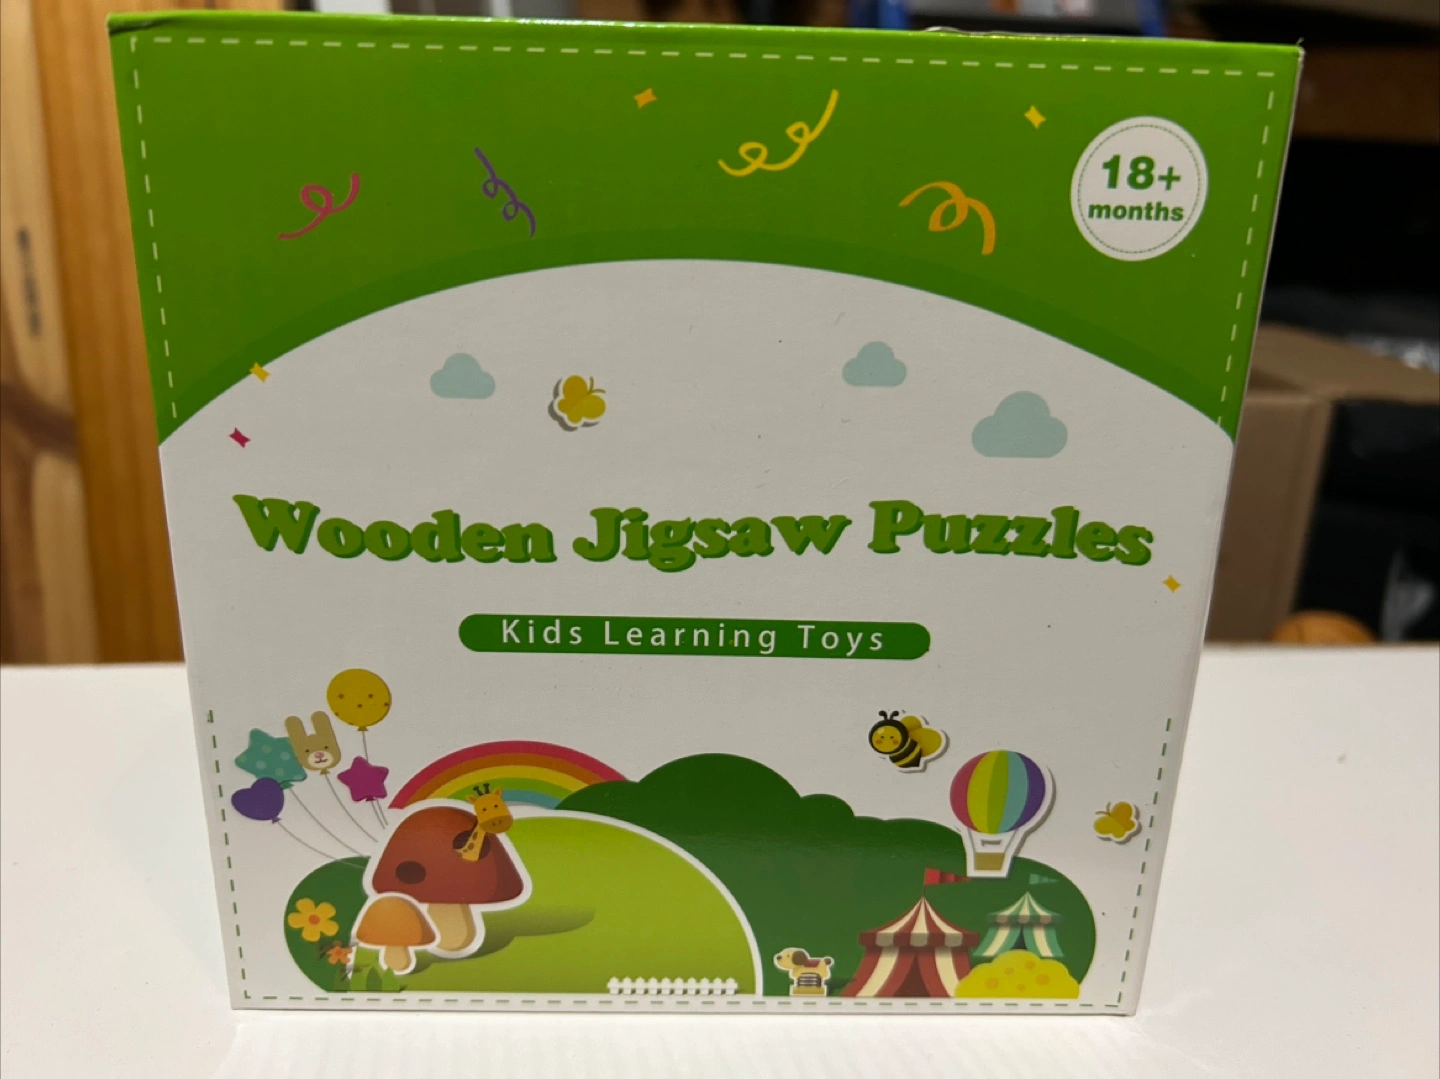 18+
months
Wooden Jigsaw Puzzles
Kids Learning Toys